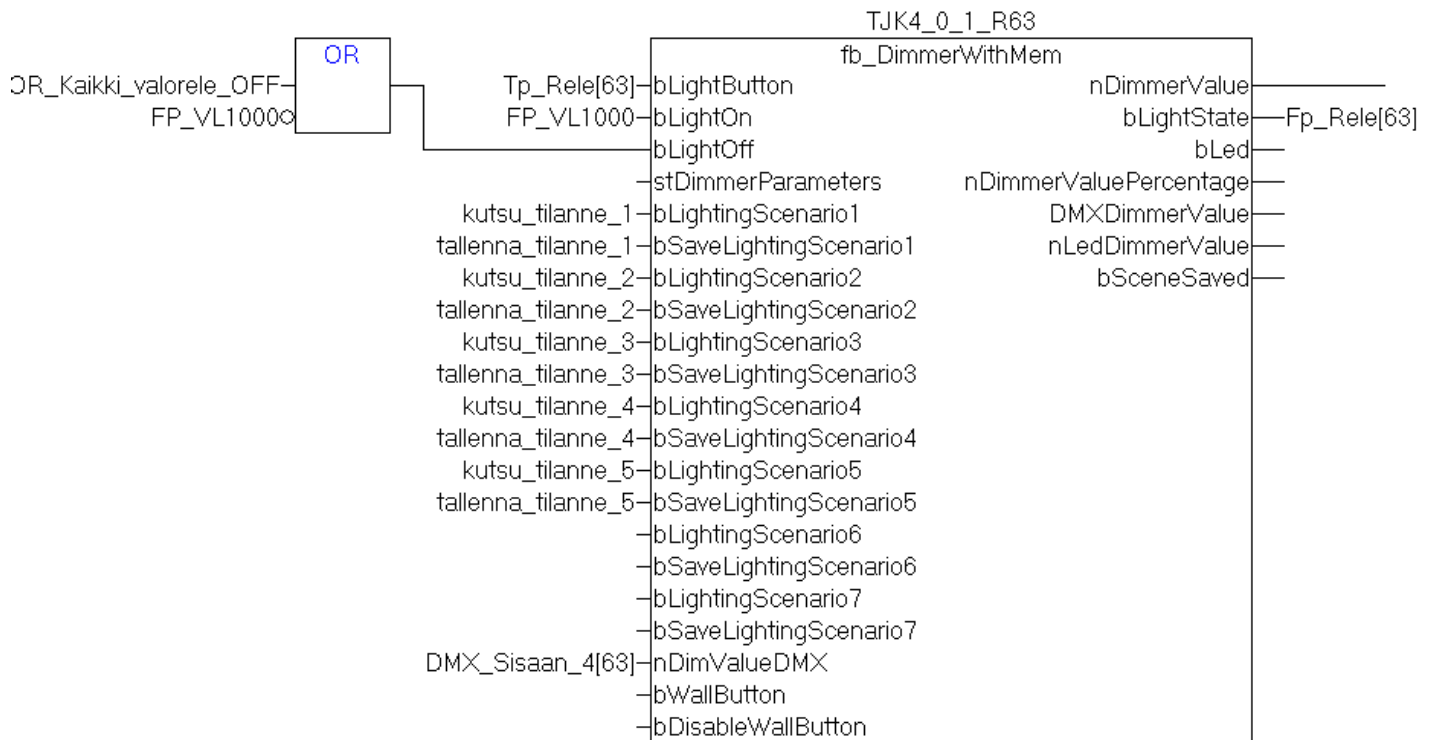 TJK4_0_1_R63
OR fb_DimmerWithMem
OR_Kaikki_valorele_OFF Tp_Rele[63] bLightButton nDimmerValue
FP_VL1000 FP_VL1000 bLightOn bLightState Fp_Rele[63]
bLightOff bLed
stDimmerParameters nDimmerValuePercentage
kutsu_tilanne_1 bLightingScenario1 DMXDimmerValue
tallenna_tilanne_1 bSaveLightingScenario1 nLedDimmerValue
kutsu_tilanne_2 bLightingScenario2 bSceneSaved
tallenna_tilanne_2 bSaveLightingScenario2
kutsu_tilanne_3 bLightingScenario3
tallenna_tilanne_3 bSaveLightingScenario3
kutsu_tilanne_4 bLightingScenario4
tallenna_tilanne_4 bSaveLightingScenario4
kutsu_tilanne_5 bLightingScenario5
tallenna_tilanne_5 bSaveLightingScenario5
bLightingScenario6
bSaveLightingScenario6
bLightingScenario7
bSaveLightingScenario7
DMX_Sisaan_4[63] nDimValueDMX
bWallButton
bDisableWallButton